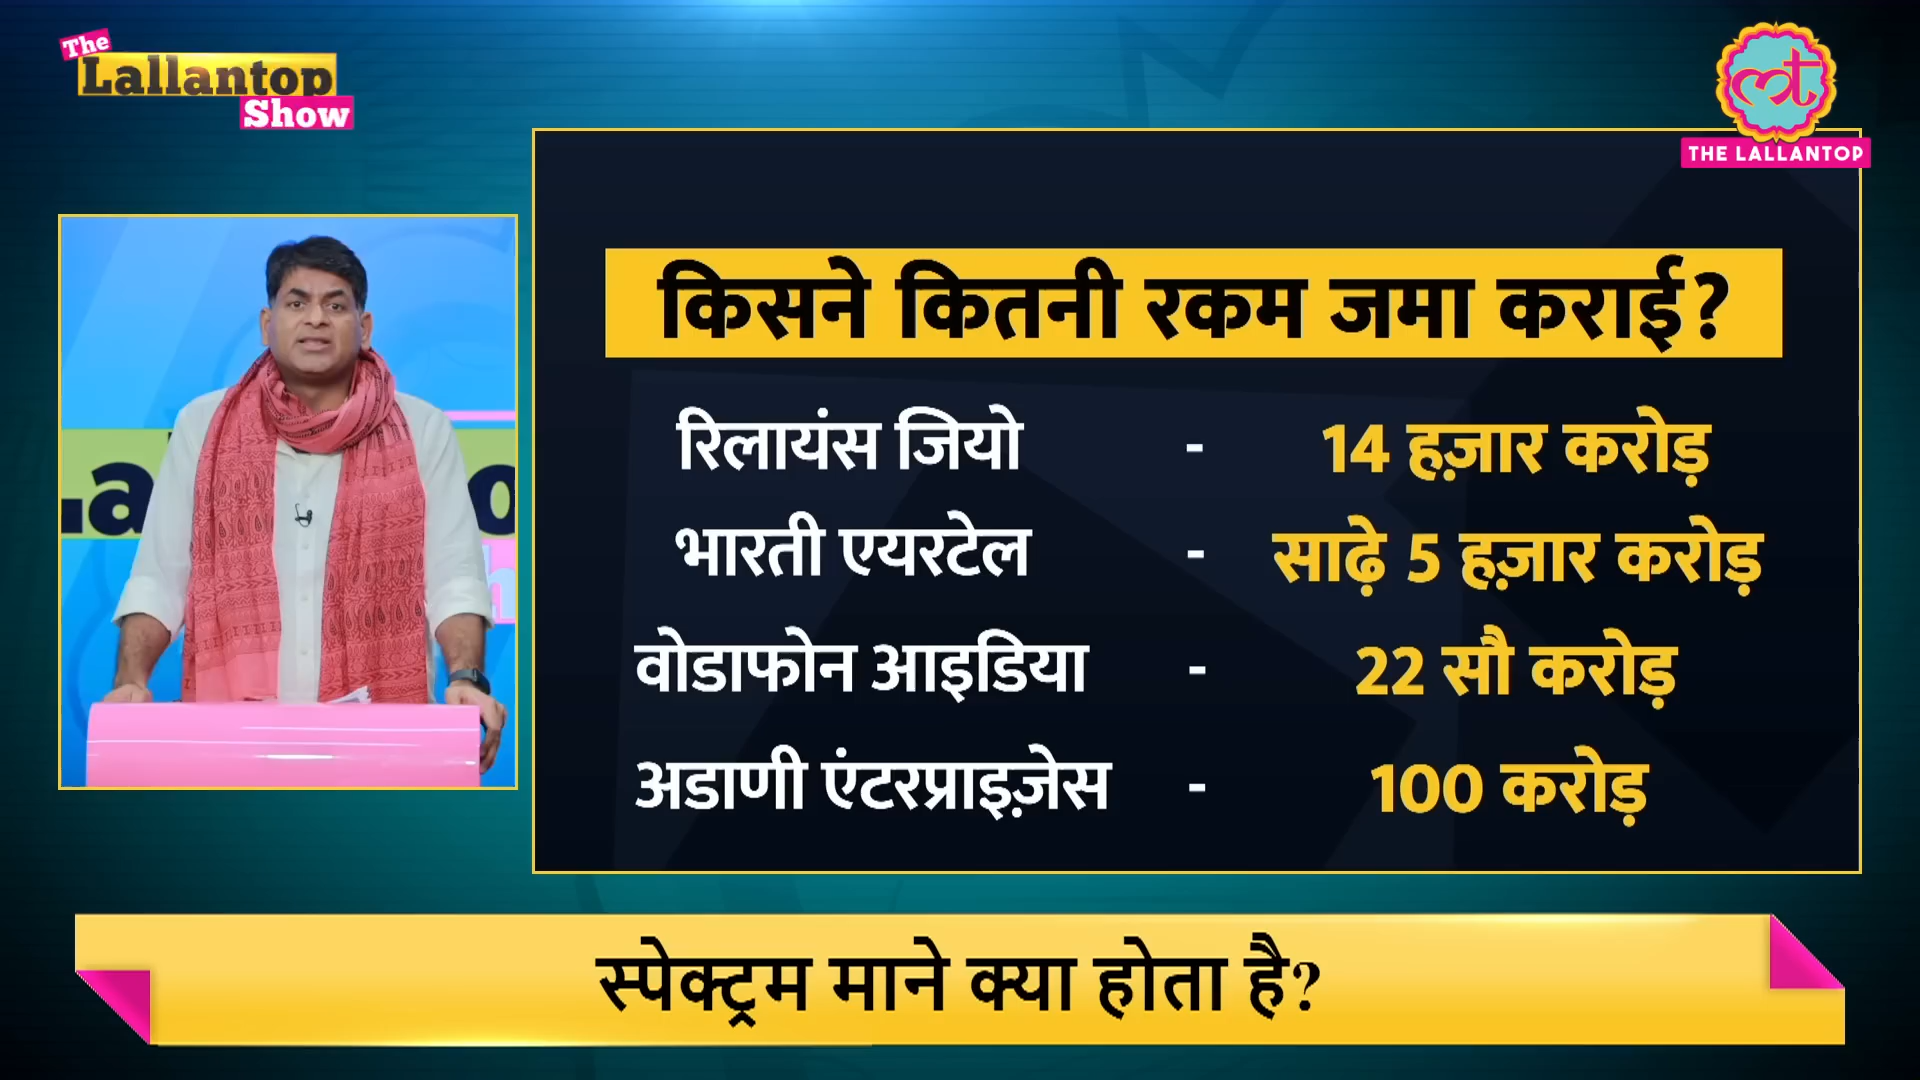 The
Lallantop
Show
THE LALLANTOP
किसने कितनी रकम जमा कराई?
रिलायंस जियो - 14 हज़ार करोड़
भारती एयरटेल - साढ़े 5 हज़ार करोड़
वोडाफोन आइडिया - 22 सौ करोड़
अडाणी एंटरप्राइज़ेस - 100 करोड़
स्पेक्ट्रम माने क्या होता है?